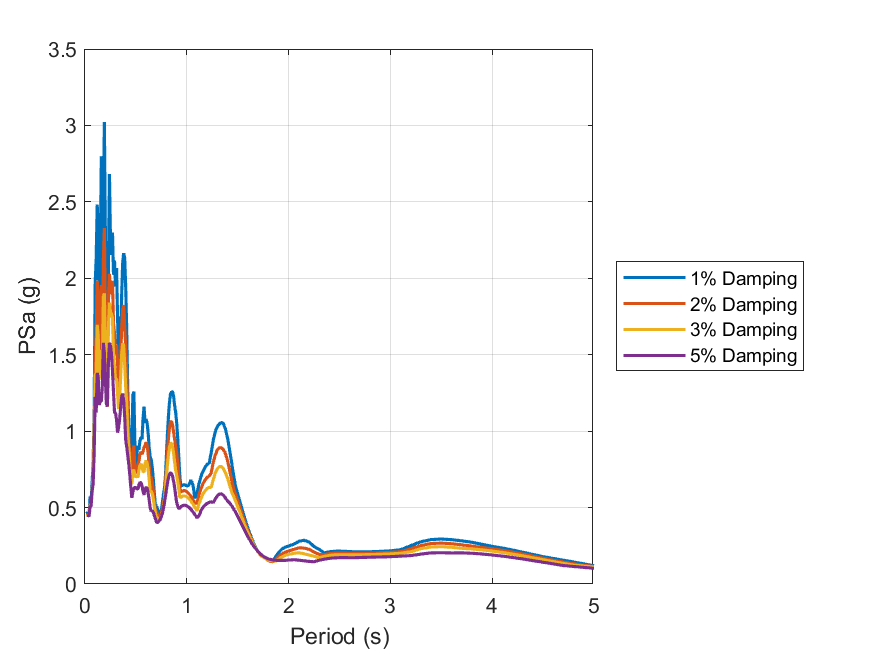 3.5
3
2.5
2
1.5
1
0.5
0
0 1 2 3 4 5
PSa (g)
Period (s)
1% Damping
2% Damping
3% Damping
5% Damping